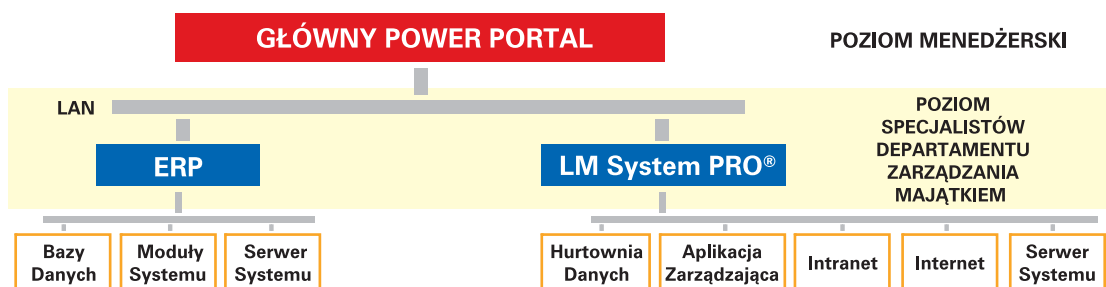 GŁÓWNY POWER PORTAL
POZIOM MENEDŻERSKI
LAN
POZIOM
SPECJALISTÓW
DEPARTAMENTU
ZARZĄDZANIA
MAJĄTKIEM
ERP
LM System PRO®
Bazy
Danych
Moduły
Systemu
Serwer
Systemu
Hurtownia
Danych
Aplikacja
Zarządzająca
Intranet
Internet
Serwer
Systemu